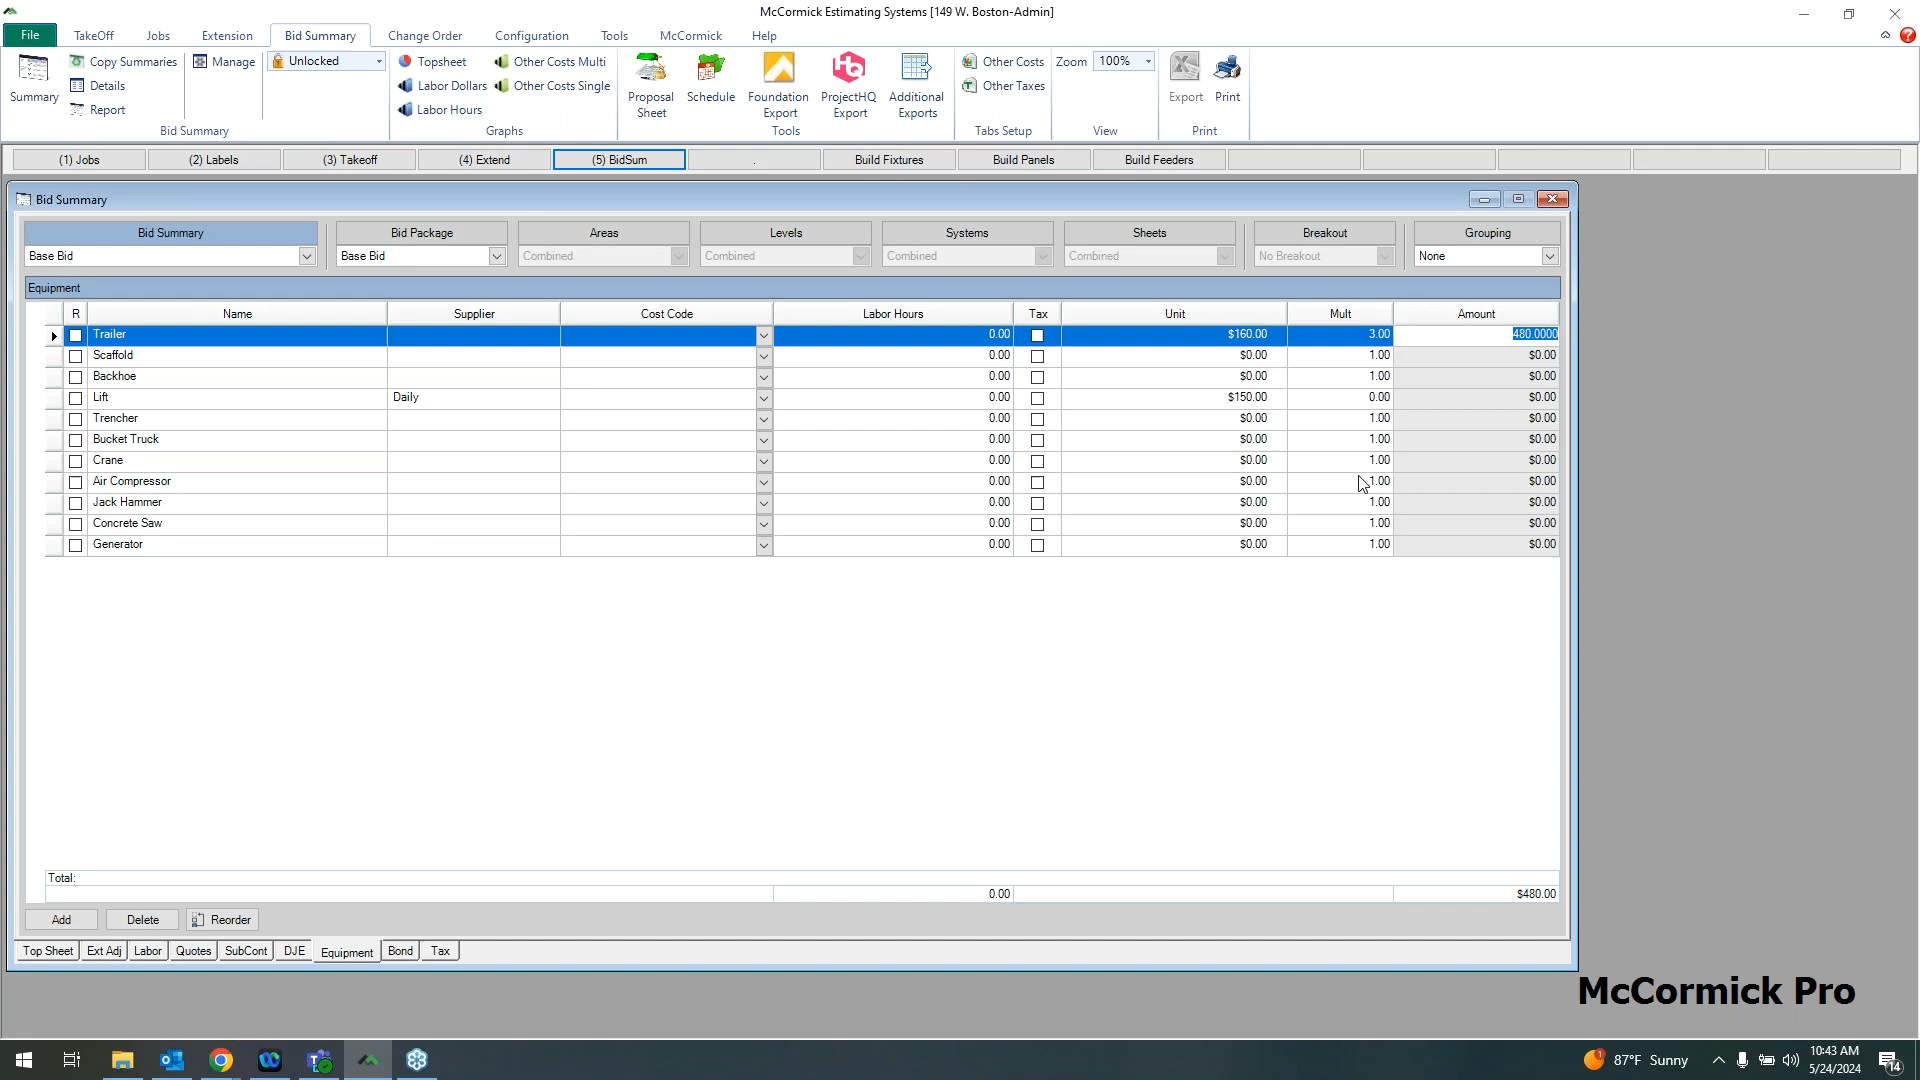 McCormick Estimating Systems [149 W. Boston-Admin]
File TakeOff Jobs Extension Bid Summary Change Order Configuration Tools McCormick Help
Summary
Copy Summaries
Details
Report
Manage
Bid Summary
Unlocked
Topsheet
Labor Dollars
Labor Hours
Other Costs Multi
Other Costs Single
Graphs
Proposal Sheet
Schedule
Foundation Export
ProjectHQ Export
Additional Exports
Tools
Other Costs
Other Taxes
Tabs Setup
Zoom 100%
View
Export
Print
Print
(1) Jobs (2) Labels (3) Takeoff (4) Extend (5) BidSum . Build Fixtures Build Panels Build Feeders
Bid Summary
Bid Summary Bid Package Areas Levels Systems Sheets Breakout Grouping
Base Bid Base Bid Combined Combined Combined Combined No Breakout None
Equipment
R Name Supplier Cost Code Labor Hours Tax Unit Mult Amount
Trailer 0.00 $160.00 3.00 480.0000
Scaffold 0.00 $0.00 1.00 $0.00
Backhoe 0.00 $0.00 1.00 $0.00
Lift Daily 0.00 $150.00 0.00 $0.00
Trencher 0.00 $0.00 1.00 $0.00
Bucket Truck 0.00 $0.00 1.00 $0.00
Crane 0.00 $0.00 1.00 $0.00
Air Compressor 0.00 $0.00 1.00 $0.00
Jack Hammer 0.00 $0.00 1.00 $0.00
Concrete Saw 0.00 $0.00 1.00 $0.00
Generator 0.00 $0.00 1.00 $0.00
Total:
0.00 $480.00
Add Delete Reorder
Top Sheet Ext Adj Labor Quotes SubCont DJE Equipment Bond Tax
McCormick Pro
87°F Sunny
10:43 AM
5/24/2024
14